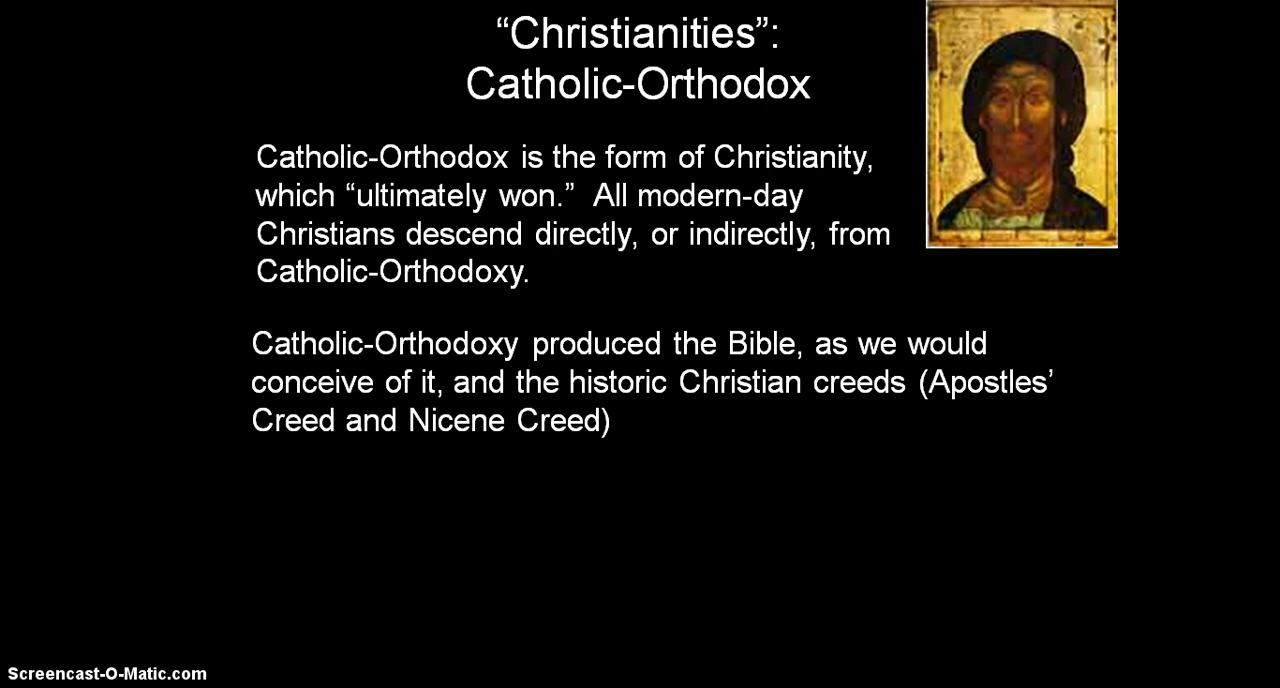 “Christianities”:
Catholic-Orthodox
Catholic-Orthodox is the form of Christianity,
which “ultimately won.”  All modern-day
Christians descend directly, or indirectly, from
Catholic-Orthodoxy.
Catholic-Orthodoxy produced the Bible, as we would
conceive of it, and the historic Christian creeds (Apostles’
Creed and Nicene Creed)
Screencast-O-Matic.com